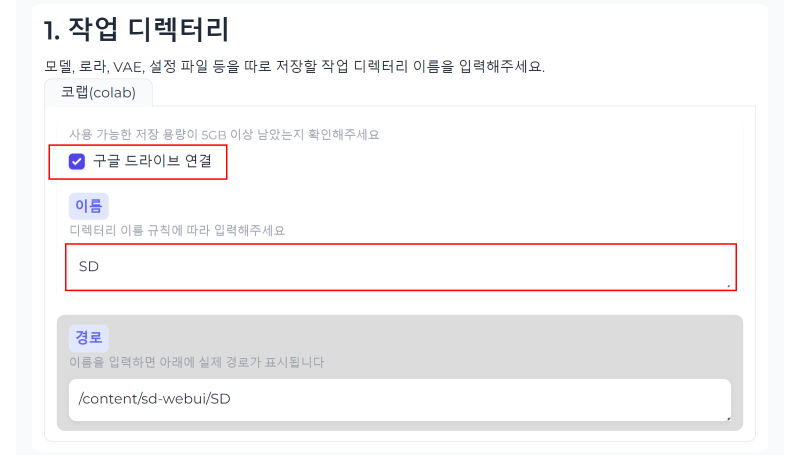 1. 작업 디렉터리
모델, 로라, VAE, 설정 파일 등을 따로 저장할 작업 디렉터리 이름을 입력해주세요.
코랩(colab)
사용 가능한 저장 용량이 5GB 이상 남았는지 확인해주세요
구글 드라이브 연결
이름
디렉터리 이름 규칙에 따라 입력해주세요
SD
경로
이름을 입력하면 아래에 실제 경로가 표시됩니다
/content/sd-webui/SD